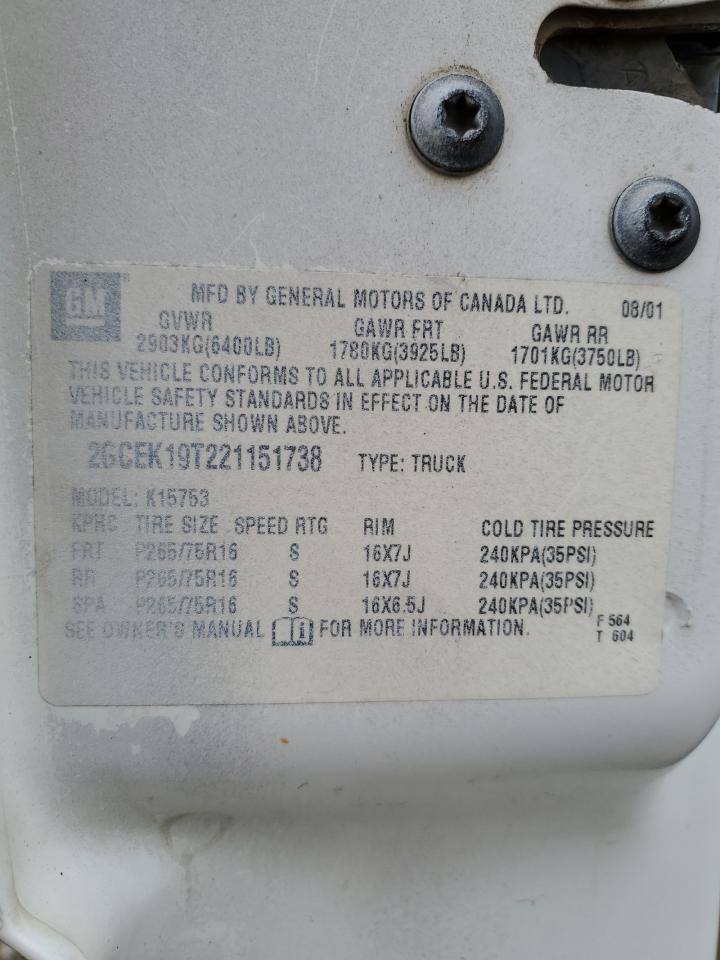 GM MFD BY GENERAL MOTORS OF CANADA LTD. 08/01
GVWR GAWR FRT GAWR RR
2903KG(6400LB) 1780KG(3925LB) 1701KG(3750LB)
THIS VEHICLE CONFORMS TO ALL APPLICABLE U.S. FEDERAL MOTOR
VEHICLE SAFETY STANDARDS IN EFFECT ON THE DATE OF
MANUFACTURE SHOWN ABOVE.
2GCEK19T221151738 TYPE: TRUCK
MODEL: K15753
KPRC TIRE SIZE SPEED RTG RIM COLD TIRE PRESSURE
FRT P265/75R16 S 16X7J 240KPA(35PSI)
RR P265/75R16 S 16X7J 240KPA(35PSI)
SPA P265/75R16 S 16X6.5J 240KPA(35PSI)
SEE OWNER'S MANUAL FOR MORE INFORMATION. F 564
T 604